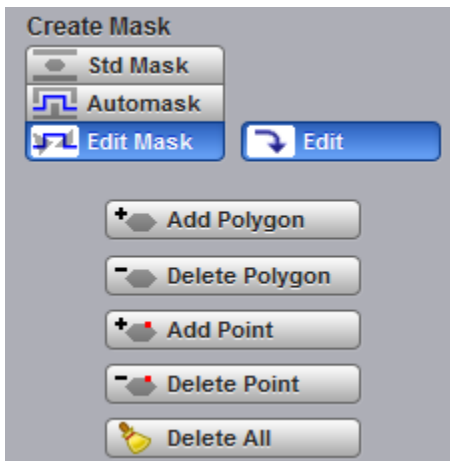 Create Mask
Std Mask
Automask
Edit Mask
Edit
Add Polygon
Delete Polygon
Add Point
Delete Point
Delete All